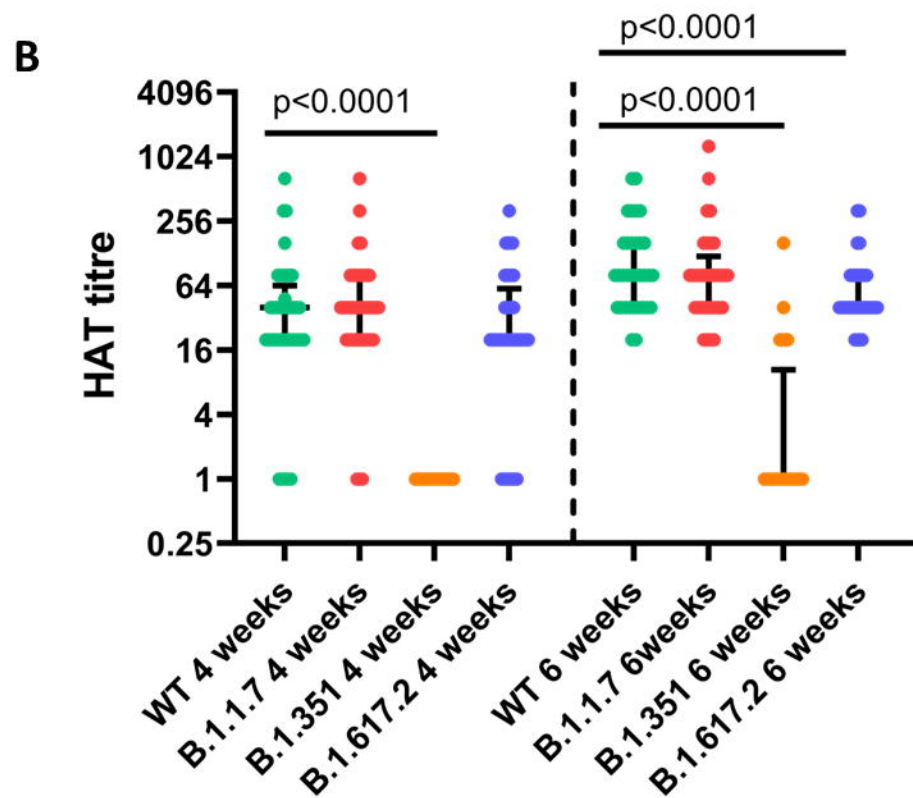 B
p<0.0001
p<0.0001
p<0.0001
HAT titre
4096
1024
256
64
16
4
1
0.25
WT 4 weeks
B.1.1.7 4 weeks
B.1.351 4 weeks
B.1.617.2 4 weeks
WT 6 weeks
B.1.1.7 6weeks
B.1.351 6 weeks
B.1.617.2 6 weeks